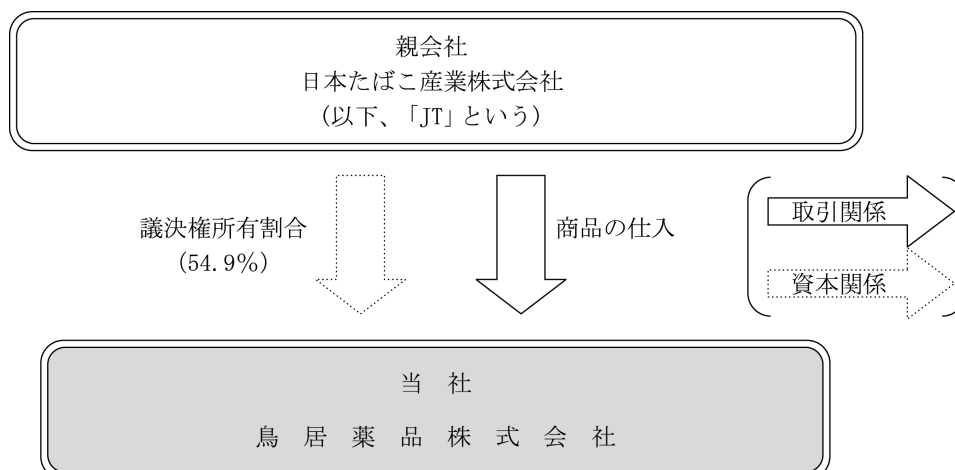 親会社
日本たばこ産業株式会社
(以下、「JT」という)
議決権所有割合
(54.9%)
商品の仕入
取引関係
資本関係
当 社
鳥 居 薬 品 株 式 会 社